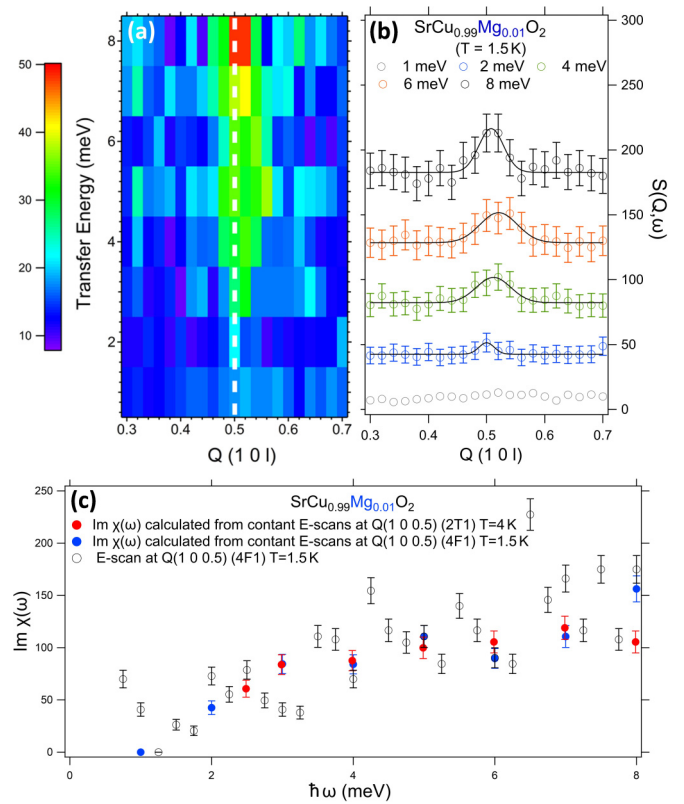 (a)
8
6
4
2
Transfer Energy (meV)
50
40
30
20
10
0.3 0.4 0.5 0.6 0.7
Q (1 0 l)
(b)
SrCu0.99Mg0.01O2
(T = 1.5 K)
1 meV 2 meV 4 meV
6 meV 8 meV
300
250
200
150
100
50
0
S(Q,ω)
0.3 0.4 0.5 0.6 0.7
Q (1 0 l)
(c)
SrCu0.99Mg0.01O2
Im χ(ω) calculated from contant E-scans at Q(1 0 0.5) (2T1) T=4 K
Im χ(ω) calculated from contant E-scans at Q(1 0 0.5) (4F1) T=1.5 K
E-scan at Q(1 0 0.5) (4F1) T=1.5 K
250
200
150
100
50
0
Im χ(ω)
0 2 4 6 8
ħω (meV)